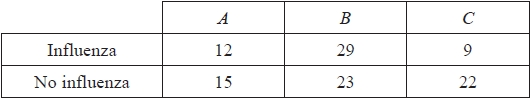 A B C
Influenza 12 29 9
No influenza 15 23 22